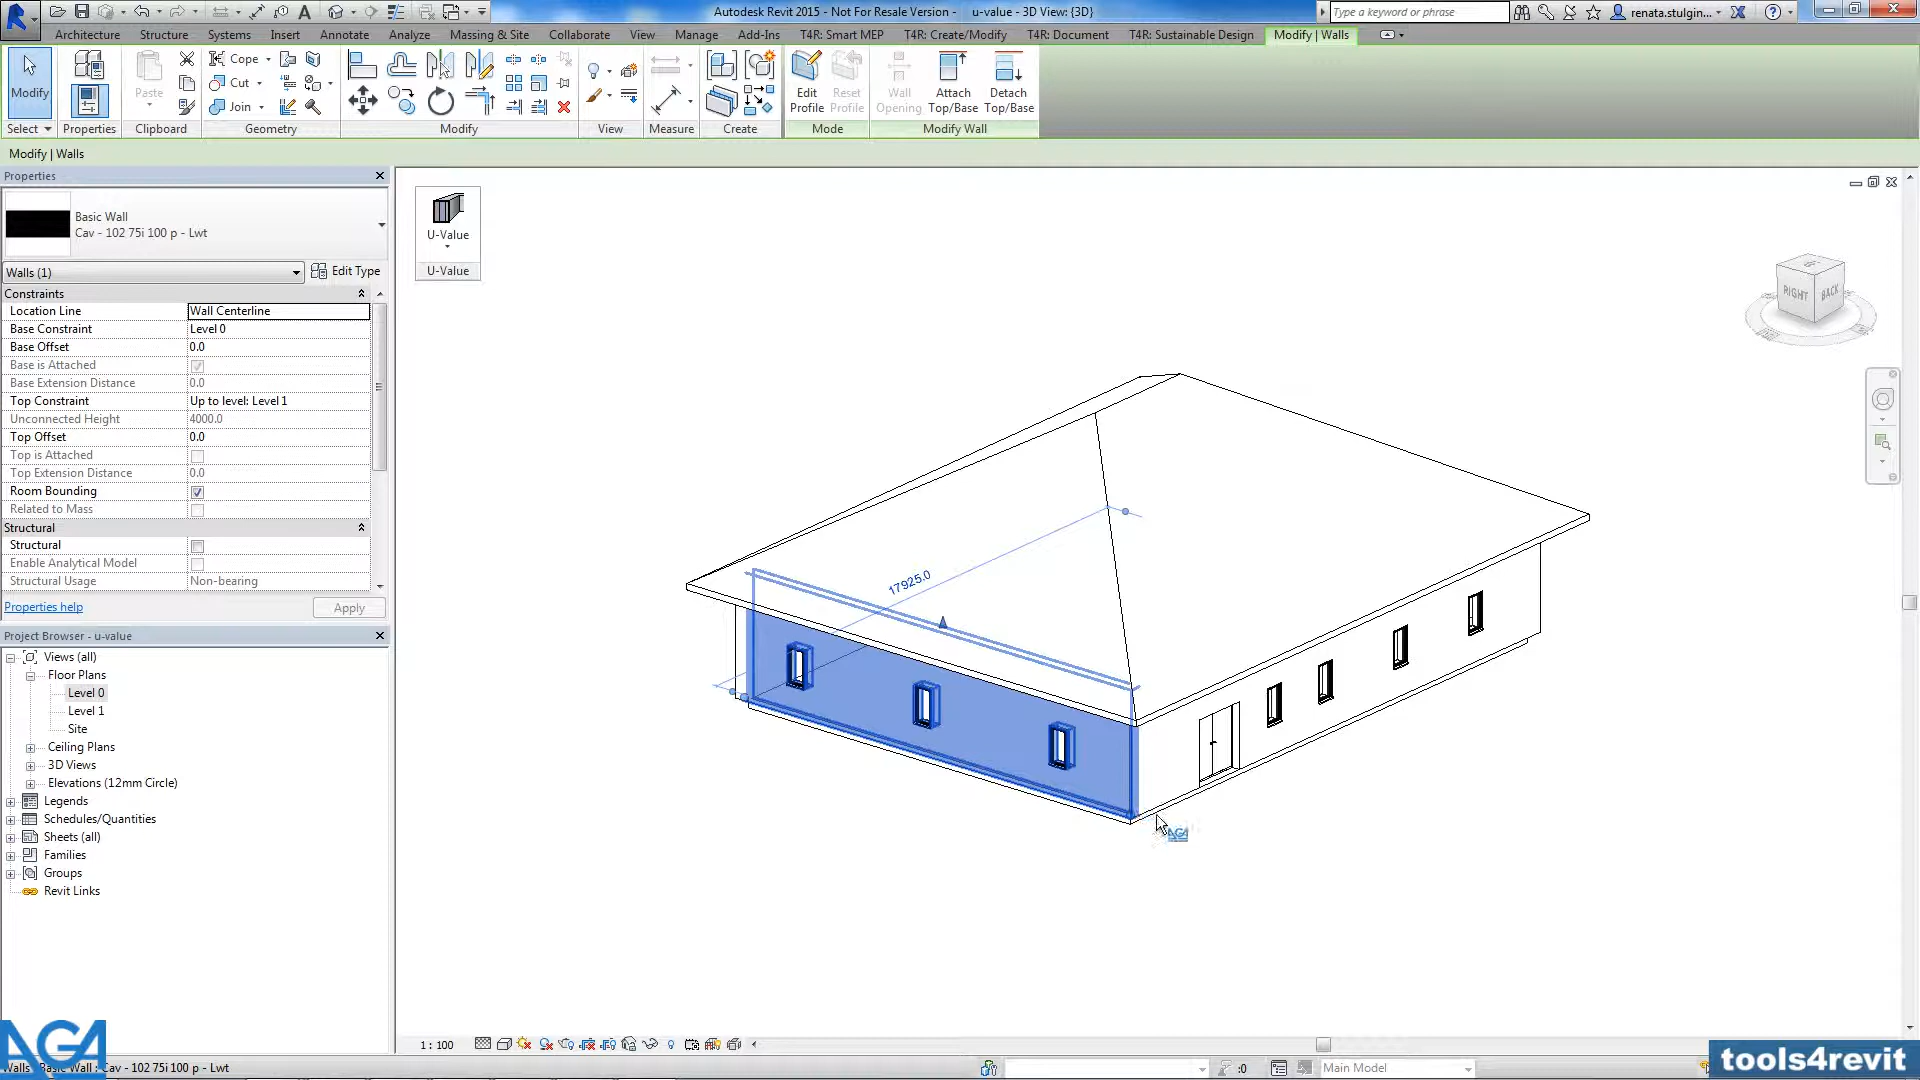 Autodesk Revit 2015 - Not For Resale Version - u-value - 3D View: {3D}
Type a keyword or phrase
renata.stulgin...
Architecture Structure Systems Insert Annotate Analyze Massing & Site Collaborate View Manage Add-Ins T4R: Smart MEP T4R: Create/Modify T4R: Document T4R: Sustainable Design Modify | Walls
Modify
Paste
Cope
Cut
Join
Edit Profile
Reset Profile
Wall Opening
Attach Top/Base
Detach Top/Base
Select Properties Clipboard Geometry Modify View Measure Create Mode Modify Wall
Modify | Walls
Properties
Basic Wall
Cav - 102 75i 100 p - Lwt
Walls (1) Edit Type
Constraints
Location Line Wall Centerline
Base Constraint Level 0
Base Offset 0.0
Base is Attached
Base Extension Distance 0.0
Top Constraint Up to level: Level 1
Unconnected Height 4000.0
Top Offset 0.0
Top is Attached
Top Extension Distance 0.0
Room Bounding
Related to Mass
Structural
Structural
Enable Analytical Model
Structural Usage Non-bearing
Properties help Apply
Project Browser - u-value
Views (all)
Floor Plans
Level 0
Level 1
Site
Ceiling Plans
3D Views
Elevations (12mm Circle)
Legends
Schedules/Quantities
Sheets (all)
Families
Groups
Revit Links
U-Value
U-Value
RIGHT BACK
17925.0
AGA
1 : 100
AGA
Walls : Basic Wall : Cav - 102 75i 100 p - Lwt
:0 Main Model
tools4revit